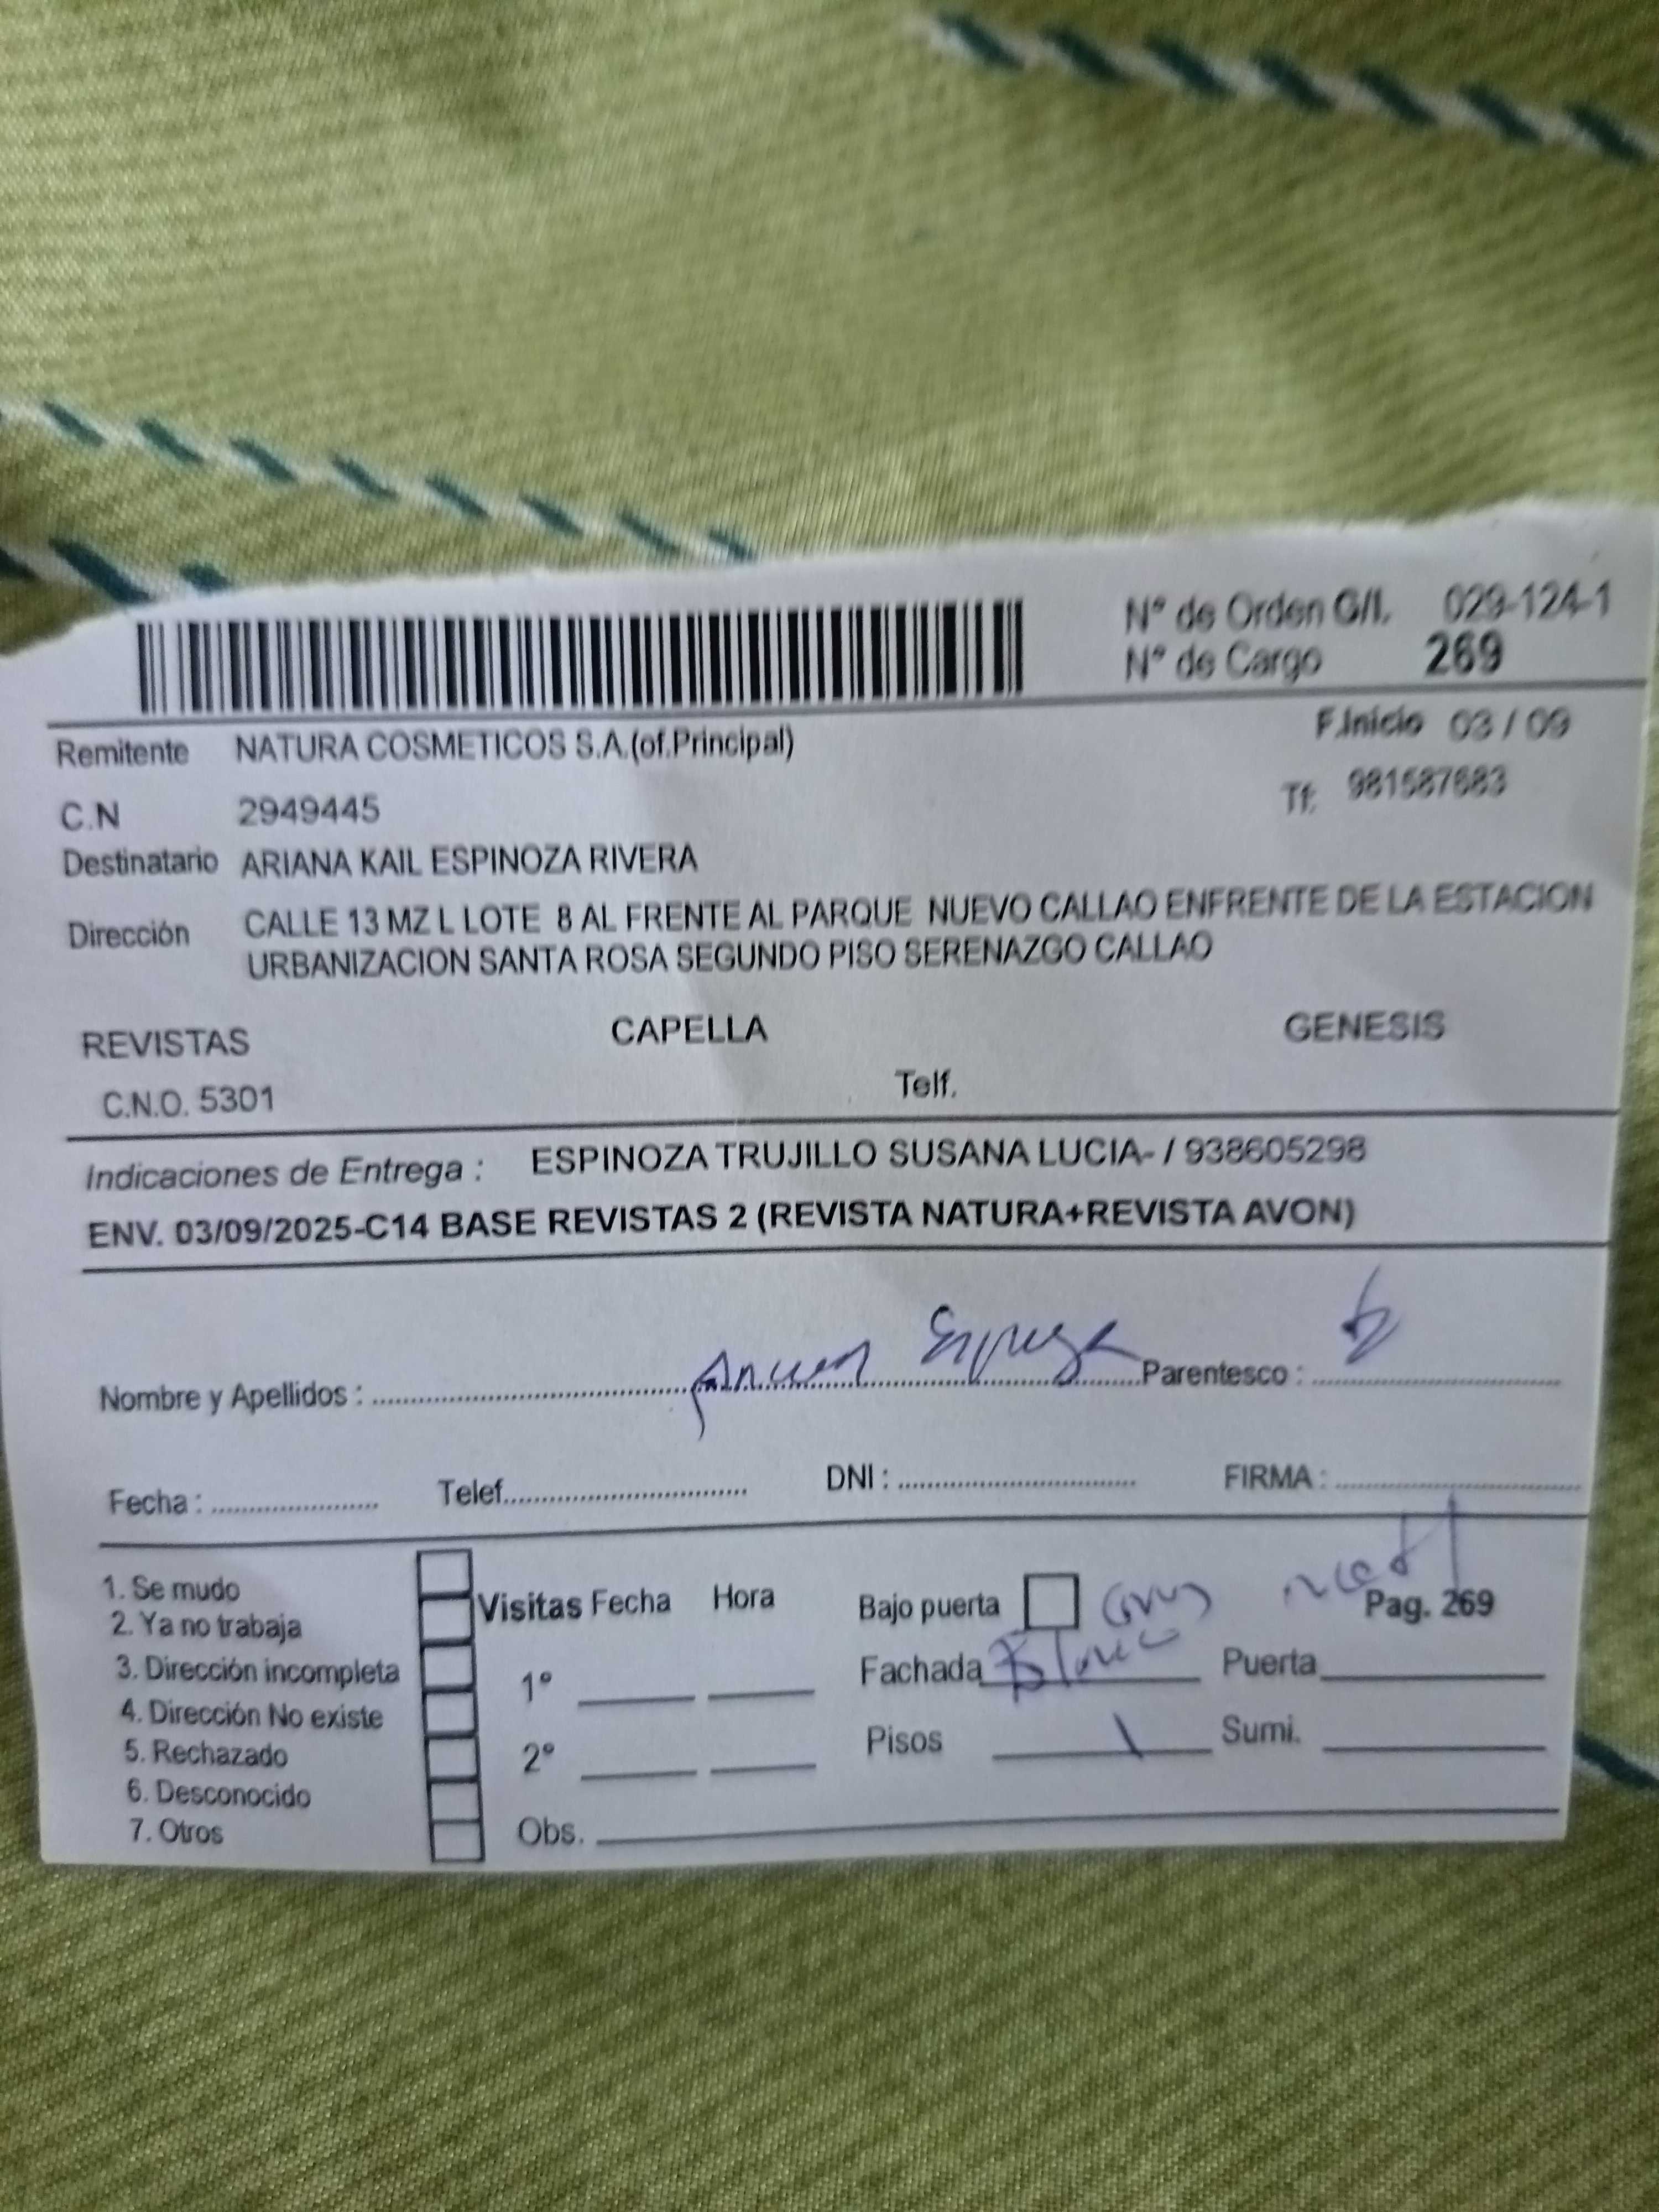 N° de Orden G/I. 029-124-1
N° de Cargo 269
F.Inicio 03 / 09
Remitente NATURA COSMETICOS S.A.(of.Principal)
Tf: 981587683
C.N 2949445
Destinatario ARIANA KAIL ESPINOZA RIVERA
Dirección CALLE 13 MZ L LOTE 8 AL FRENTE AL PARQUE NUEVO CALLAO ENFRENTE DE LA ESTACION
URBANIZACION SANTA ROSA SEGUNDO PISO SERENAZGO CALLAO
REVISTAS CAPELLA GENESIS
C.N.O. 5301 Telf.
Indicaciones de Entrega : ESPINOZA TRUJILLO SUSANA LUCIA- / 938605298
ENV. 03/09/2025-C14 BASE REVISTAS 2 (REVISTA NATURA+REVISTA AVON)
Nombre y Apellidos : Parentesco :
Fecha : Telef. DNI : FIRMA :
1. Se mudo
2. Ya no trabaja
3. Dirección incompleta
4. Dirección No existe
5. Rechazado
6. Desconocido
7. Otros
Visitas Fecha Hora
1°
2°
Obs.
Bajo puerta Pag. 269
Fachada Puerta
Pisos 1 Sumi.